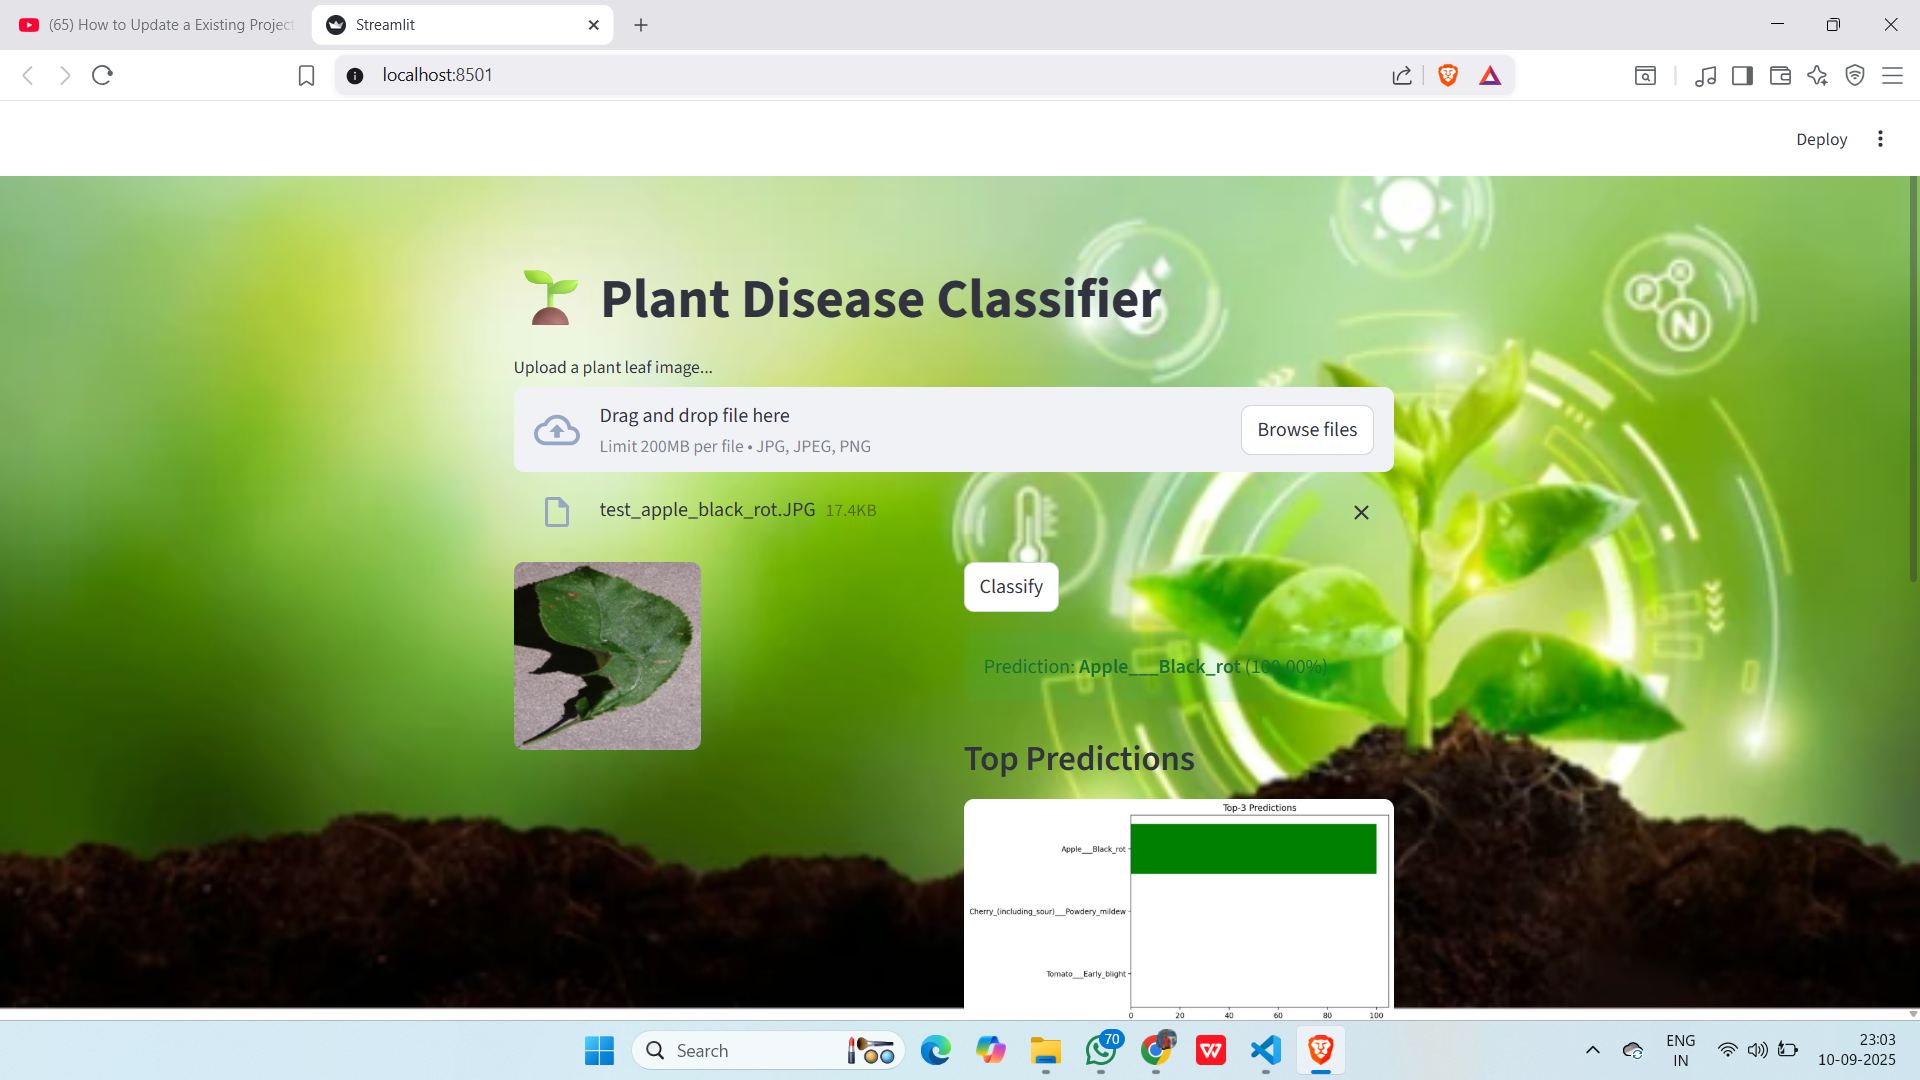 (65) How to Update a Existing Project
Streamlit
localhost:8501
Deploy
Plant Disease Classifier
Upload a plant leaf image...
Drag and drop file here
Limit 200MB per file • JPG, JPEG, PNG
Browse files
test_apple_black_rot.JPG 17.4KB
Classify
Prediction: Apple___Black_rot (100.00%)
Top Predictions
Top-3 Predictions
Apple___Black_rot
Cherry_(including_sour)___Powdery_mildew
Tomato___Early_blight
0 20 40 60 80 100
P
N
Search
70
W
ENG
IN
23:03
10-09-2025